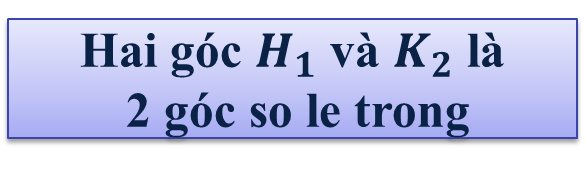 Hai góc H₁ và K₂ là
2 góc so le trong